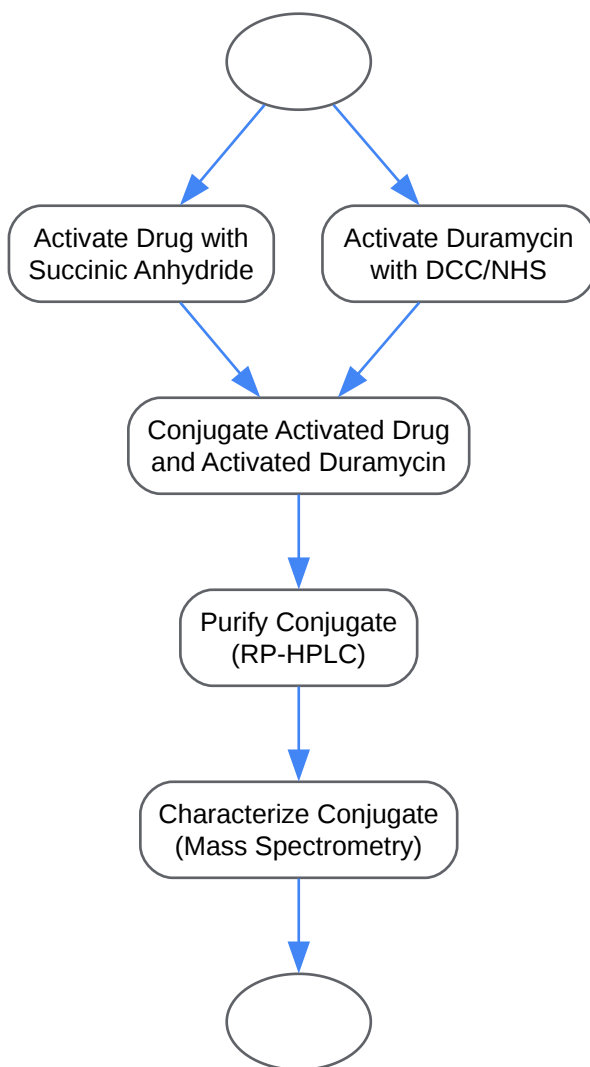 Activate Drug with
Succinic Anhydride
Activate Duramycin
with DCC/NHS
Conjugate Activated Drug
and Activated Duramycin
Purify Conjugate
(RP-HPLC)
Characterize Conjugate
(Mass Spectrometry)